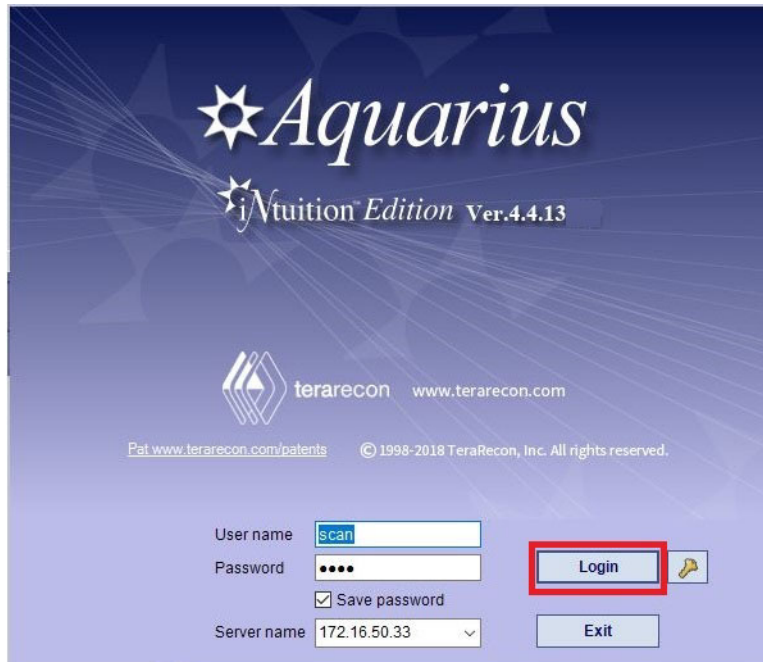 Aquarius
iNtuition™ Edition Ver.4.4.13
terarecon www.terarecon.com
Pat www.terarecon.com/patents © 1998-2018 TeraRecon, Inc. All rights reserved.
User name scan
Password ●●●● Login
Save password
Server name 172.16.50.33 Exit